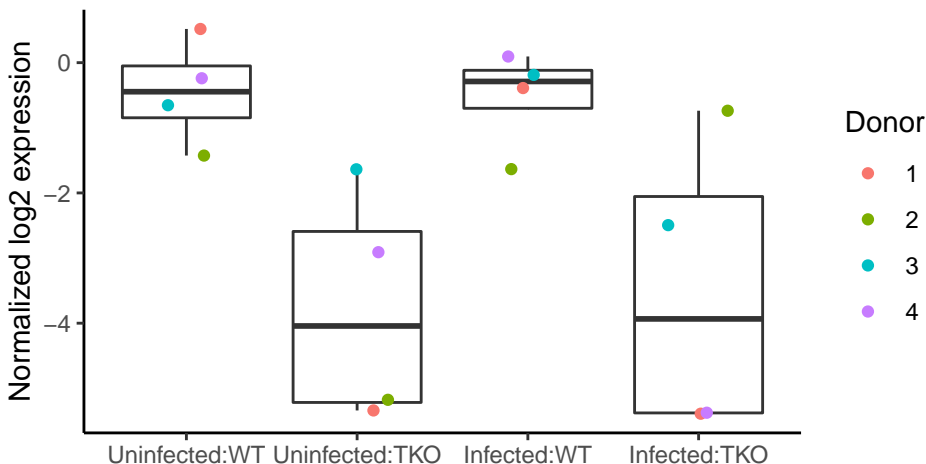 Normalized log2 expression
0
−2
−4
Uninfected:WT
Uninfected:TKO
Infected:WT
Infected:TKO
Donor
1
2
3
4